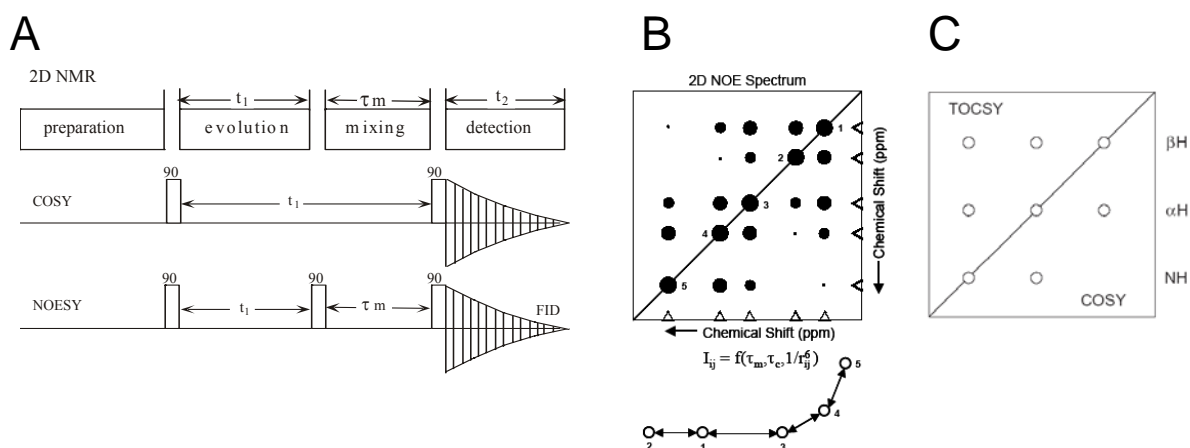 A
2D NMR
t1
τm
t2
preparation
evolution
mixing
detection
90
90
COSY
t1
90
90
90
NOESY
t1
τm
FID
B
2D NOE Spectrum
1
2
3
4
5
Chemical Shift (ppm)
Chemical Shift (ppm)
Iij = f(τm,τc,1/r6ij)
5
4
2
1
3
C
TOCSY
βH
αH
NH
COSY